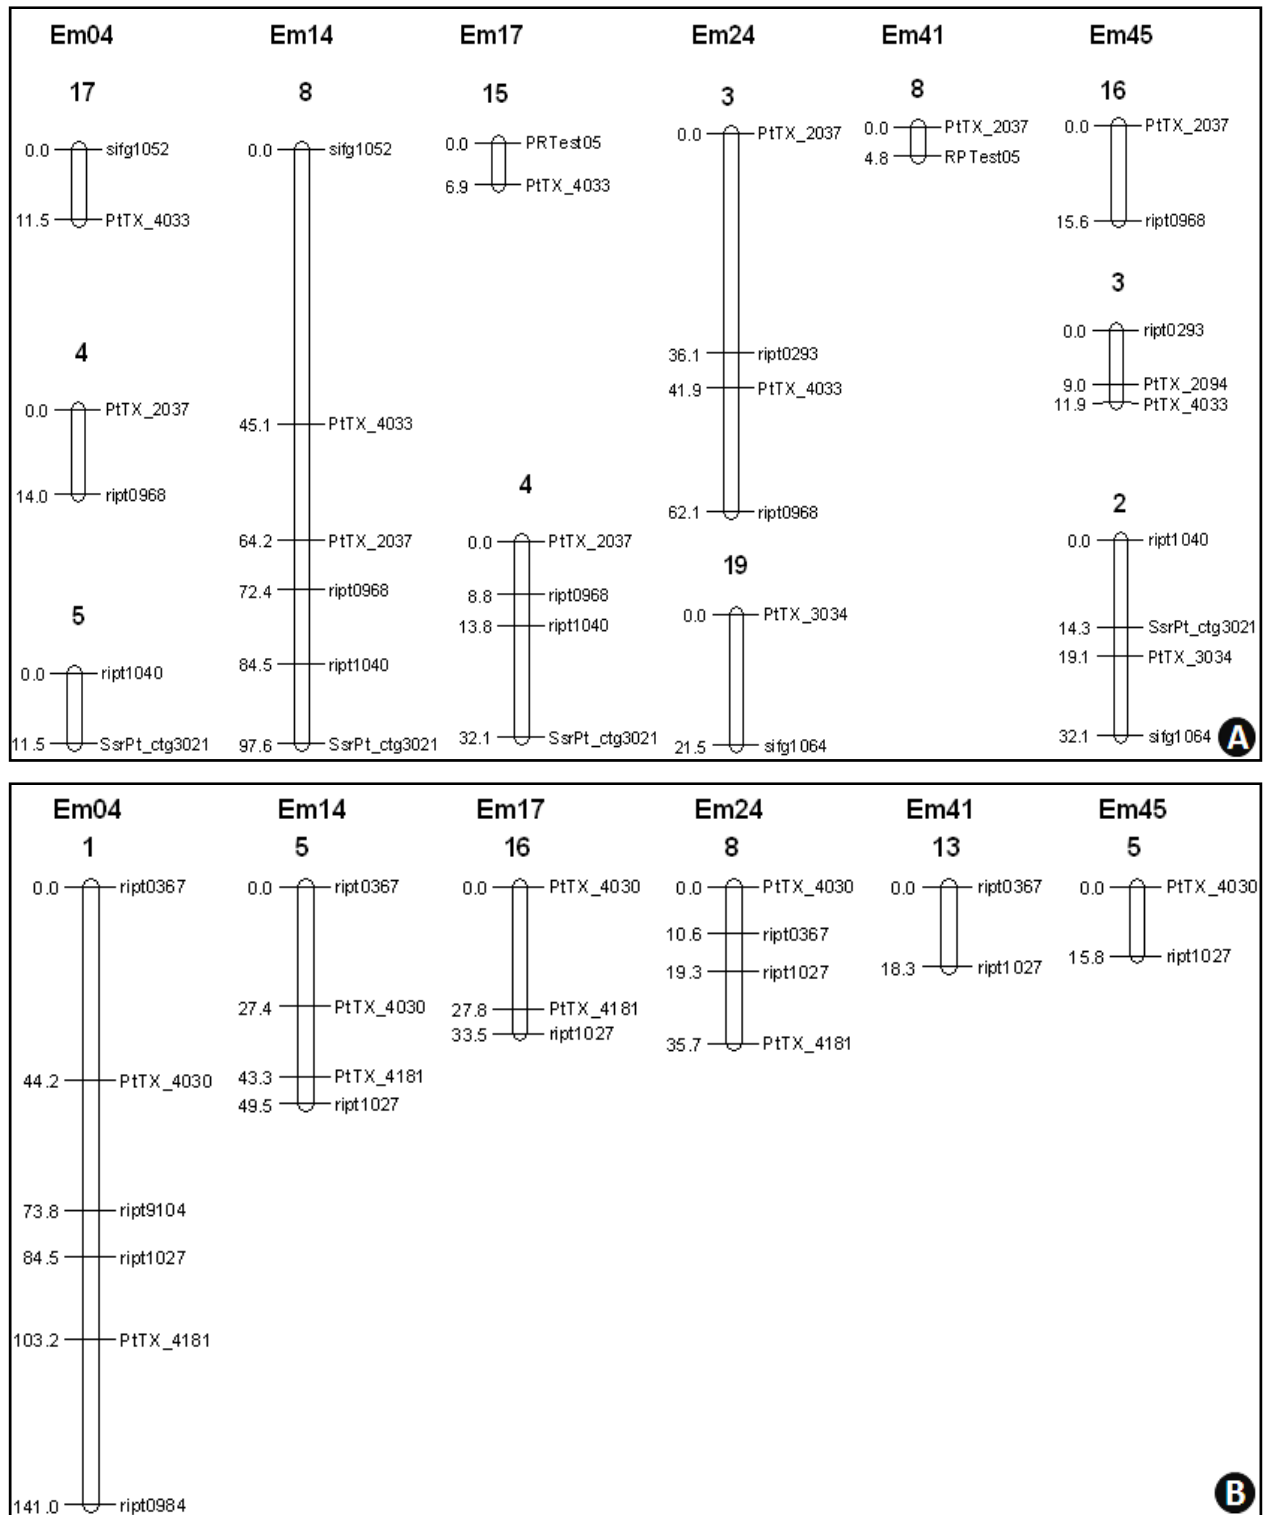 Em04 Em14 Em17 Em24 Em41 Em45
17 8 15 3 8 16
0.0 sifg1052
11.5 PtTX_4033
4
0.0 PtTX_2037
14.0 ript0968
5
0.0 ript1040
11.5 SsrPt_ctg3021
0.0 sifg1052
45.1 PtTX_4033
64.2 PtTX_2037
72.4 ript0968
84.5 ript1040
97.6 SsrPt_ctg3021
0.0 PRTest05
6.9 PtTX_4033
4
0.0 PtTX_2037
8.8 ript0968
13.8 ript1040
32.1 SsrPt_ctg3021
0.0 PtTX_2037
36.1 ript0293
41.9 PtTX_4033
62.1 ript0968
19
0.0 PtTX_3034
21.5 sifg1064
0.0 PtTX_2037
4.8 RPTest05
0.0 PtTX_2037
15.6 ript0968
3
0.0 ript0293
9.0 PtTX_2094
11.9 PtTX_4033
2
0.0 ript1040
14.3 SsrPt_ctg3021
19.1 PtTX_3034
32.1 sifg1064
A
Em04 Em14 Em17 Em24 Em41 Em45
1 5 16 8 13 5
0.0 ript0367
44.2 PtTX_4030
73.8 ript9104
84.5 ript1027
103.2 PtTX_4181
141.0 ript0984
0.0 ript0367
27.4 PtTX_4030
43.3 PtTX_4181
49.5 ript1027
0.0 PtTX_4030
27.8 PtTX_4181
33.5 ript1027
0.0 PtTX_4030
10.6 ript0367
19.3 ript1027
35.7 PtTX_4181
0.0 ript0367
18.3 ript1027
0.0 PtTX_4030
15.8 ript1027
B